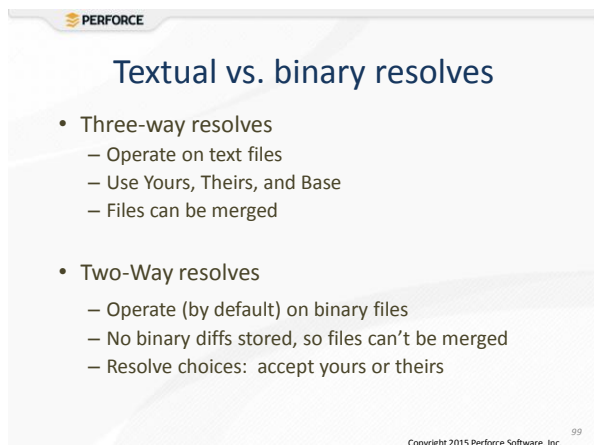 PERFORCE
Textual vs. binary resolves
• Three-way resolves
– Operate on text files
– Use Yours, Theirs, and Base
– Files can be merged
• Two-Way resolves
– Operate (by default) on binary files
– No binary diffs stored, so files can’t be merged
– Resolve choices: accept yours or theirs
99
Copyright 2015 Perforce Software, Inc